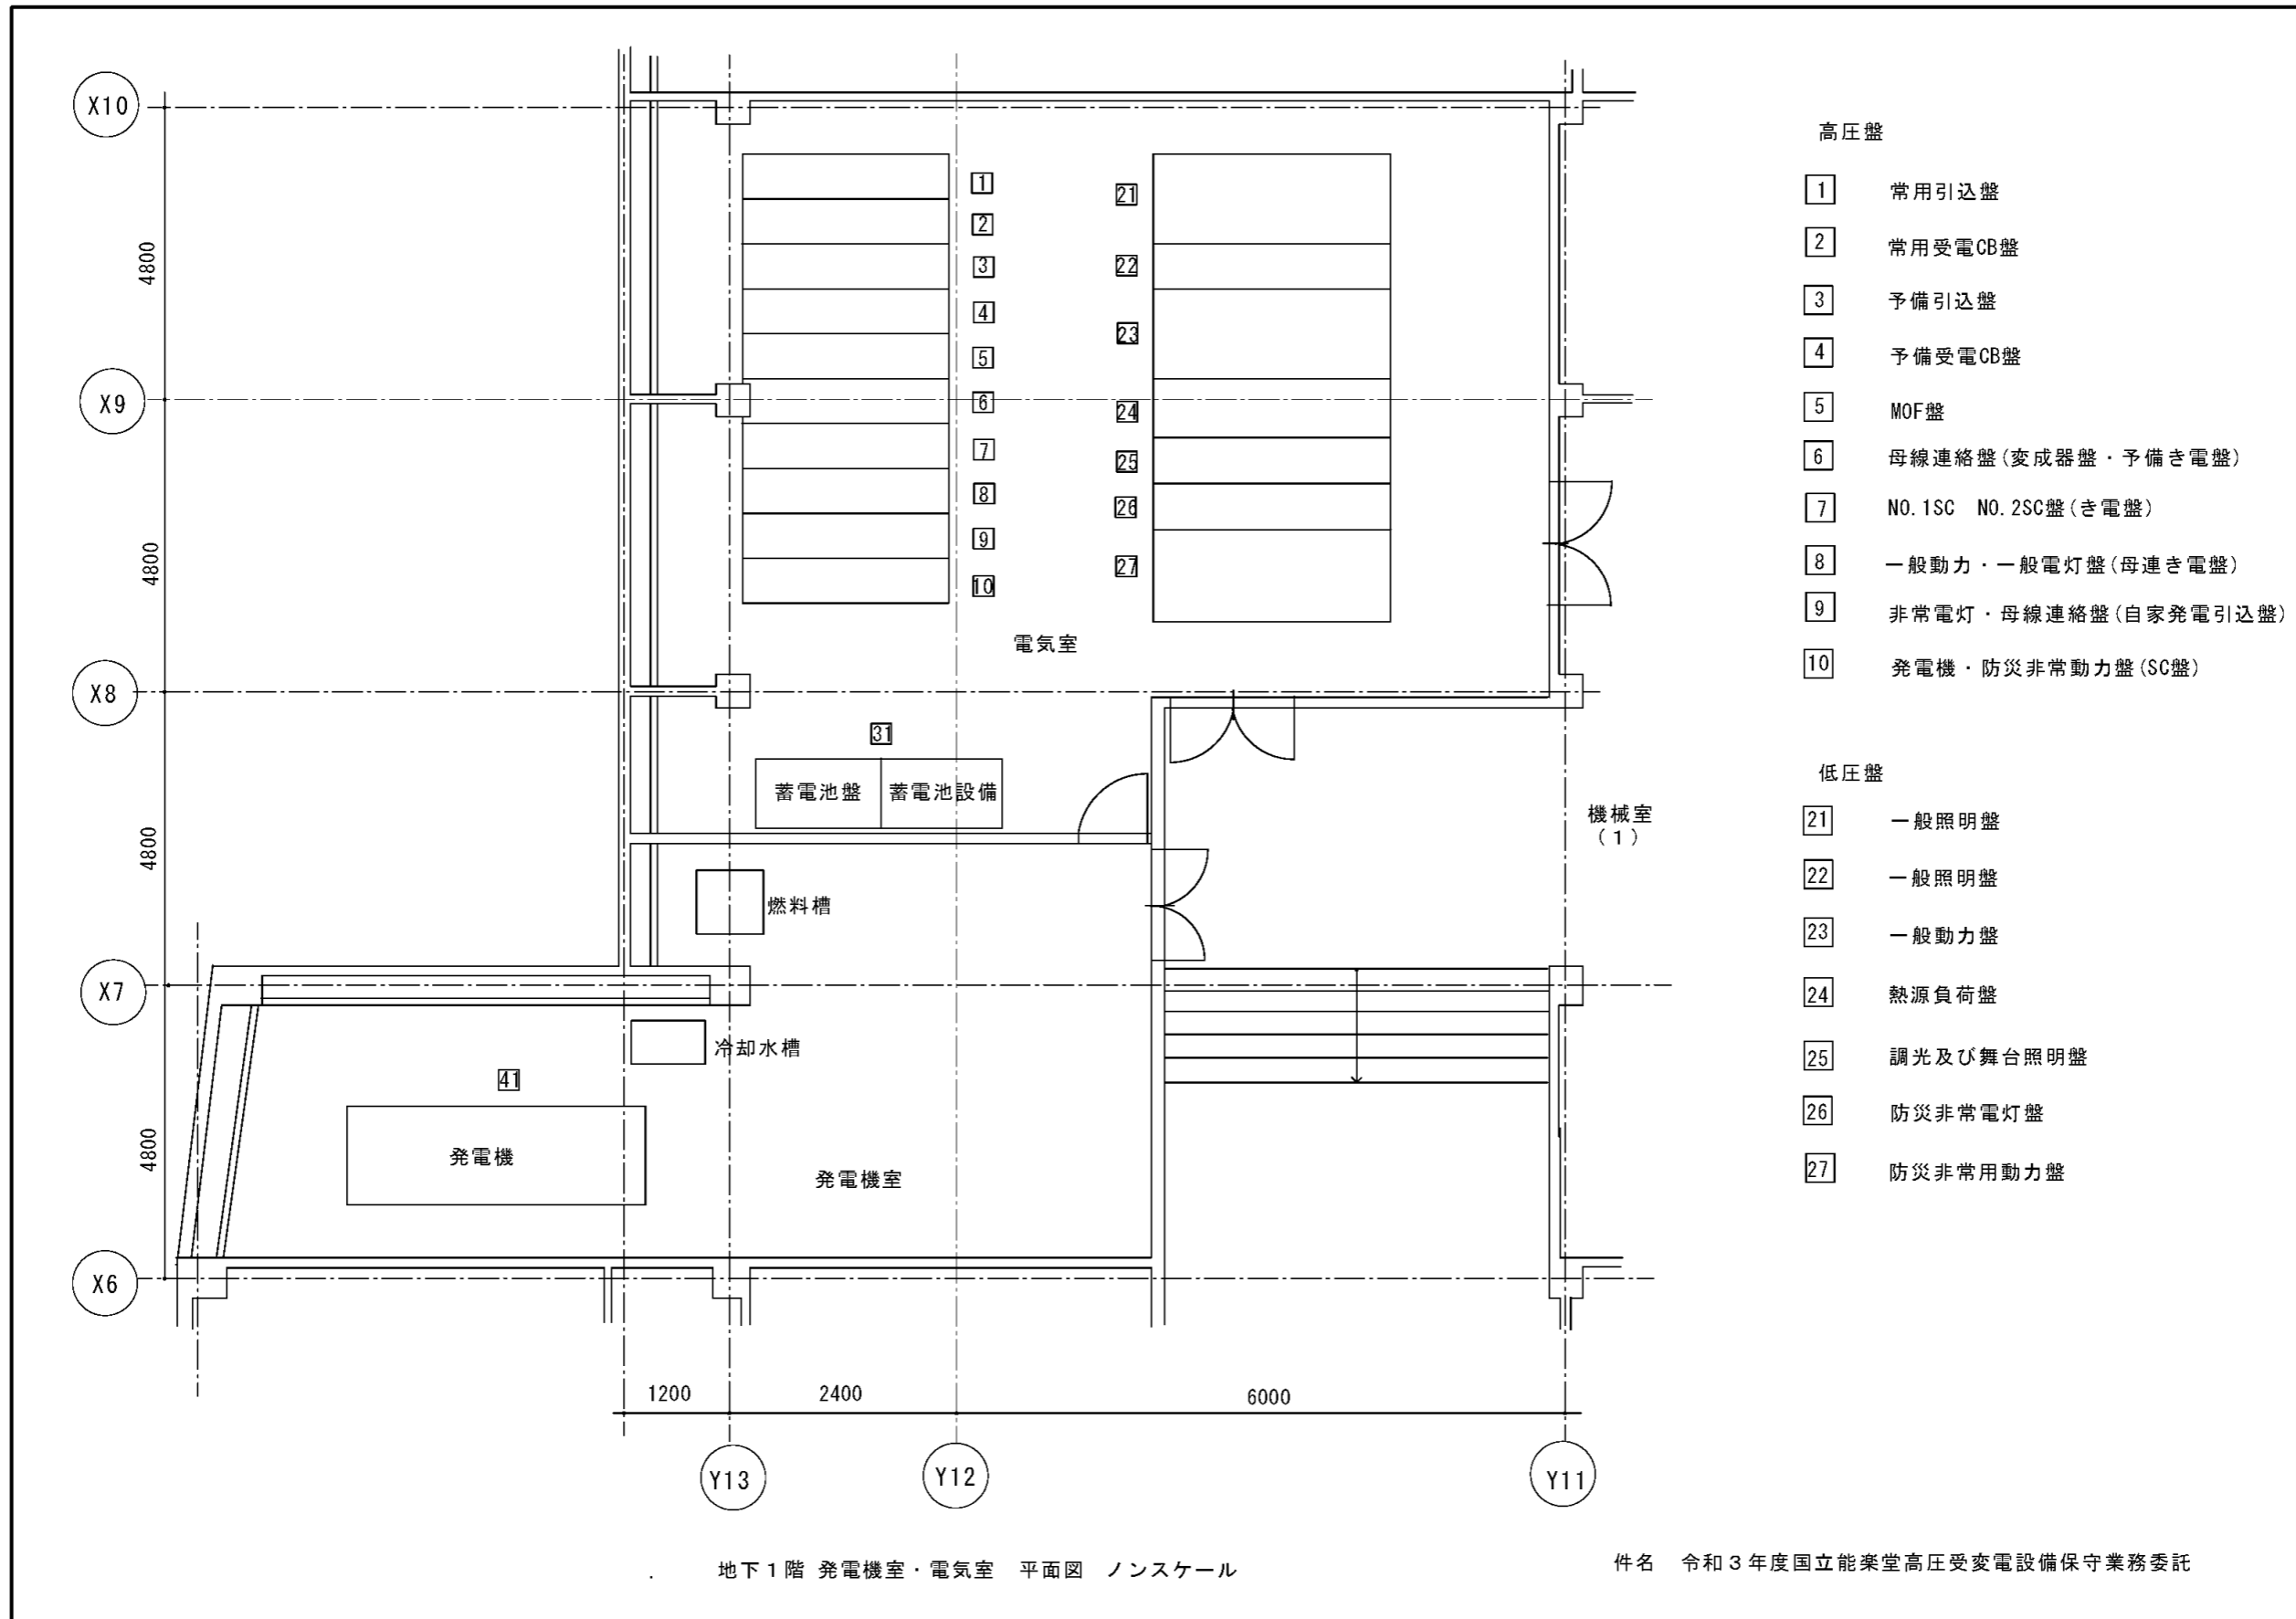 X10
X9
X8
X7
X6
4800
4800
4800
4800
1
2
3
4
5
6
7
8
9
10
21
22
23
24
25
26
27
電気室
31
蓄電池盤 蓄電池設備
機械室
(1)
燃料槽
冷却水槽
41
発電機
発電機室
1200 2400 6000
Y13 Y12 Y11
高圧盤
1 常用引込盤
2 常用受電CB盤
3 予備引込盤
4 予備受電CB盤
5 MOF盤
6 母線連絡盤(変成器盤・予備き電盤)
7 NO.1SC NO.2SC盤(き電盤)
8 一般動力・一般電灯盤(母連き電盤)
9 非常電灯・母線連絡盤(自家発電引込盤)
10 発電機・防災非常動力盤(SC盤)
低圧盤
21 一般照明盤
22 一般照明盤
23 一般動力盤
24 熱源負荷盤
25 調光及び舞台照明盤
26 防災非常電灯盤
27 防災非常用動力盤
. 地下1階 発電機室・電気室 平面図 ノンスケール
件名 令和3年度国立能楽堂高圧受変電設備保守業務委託